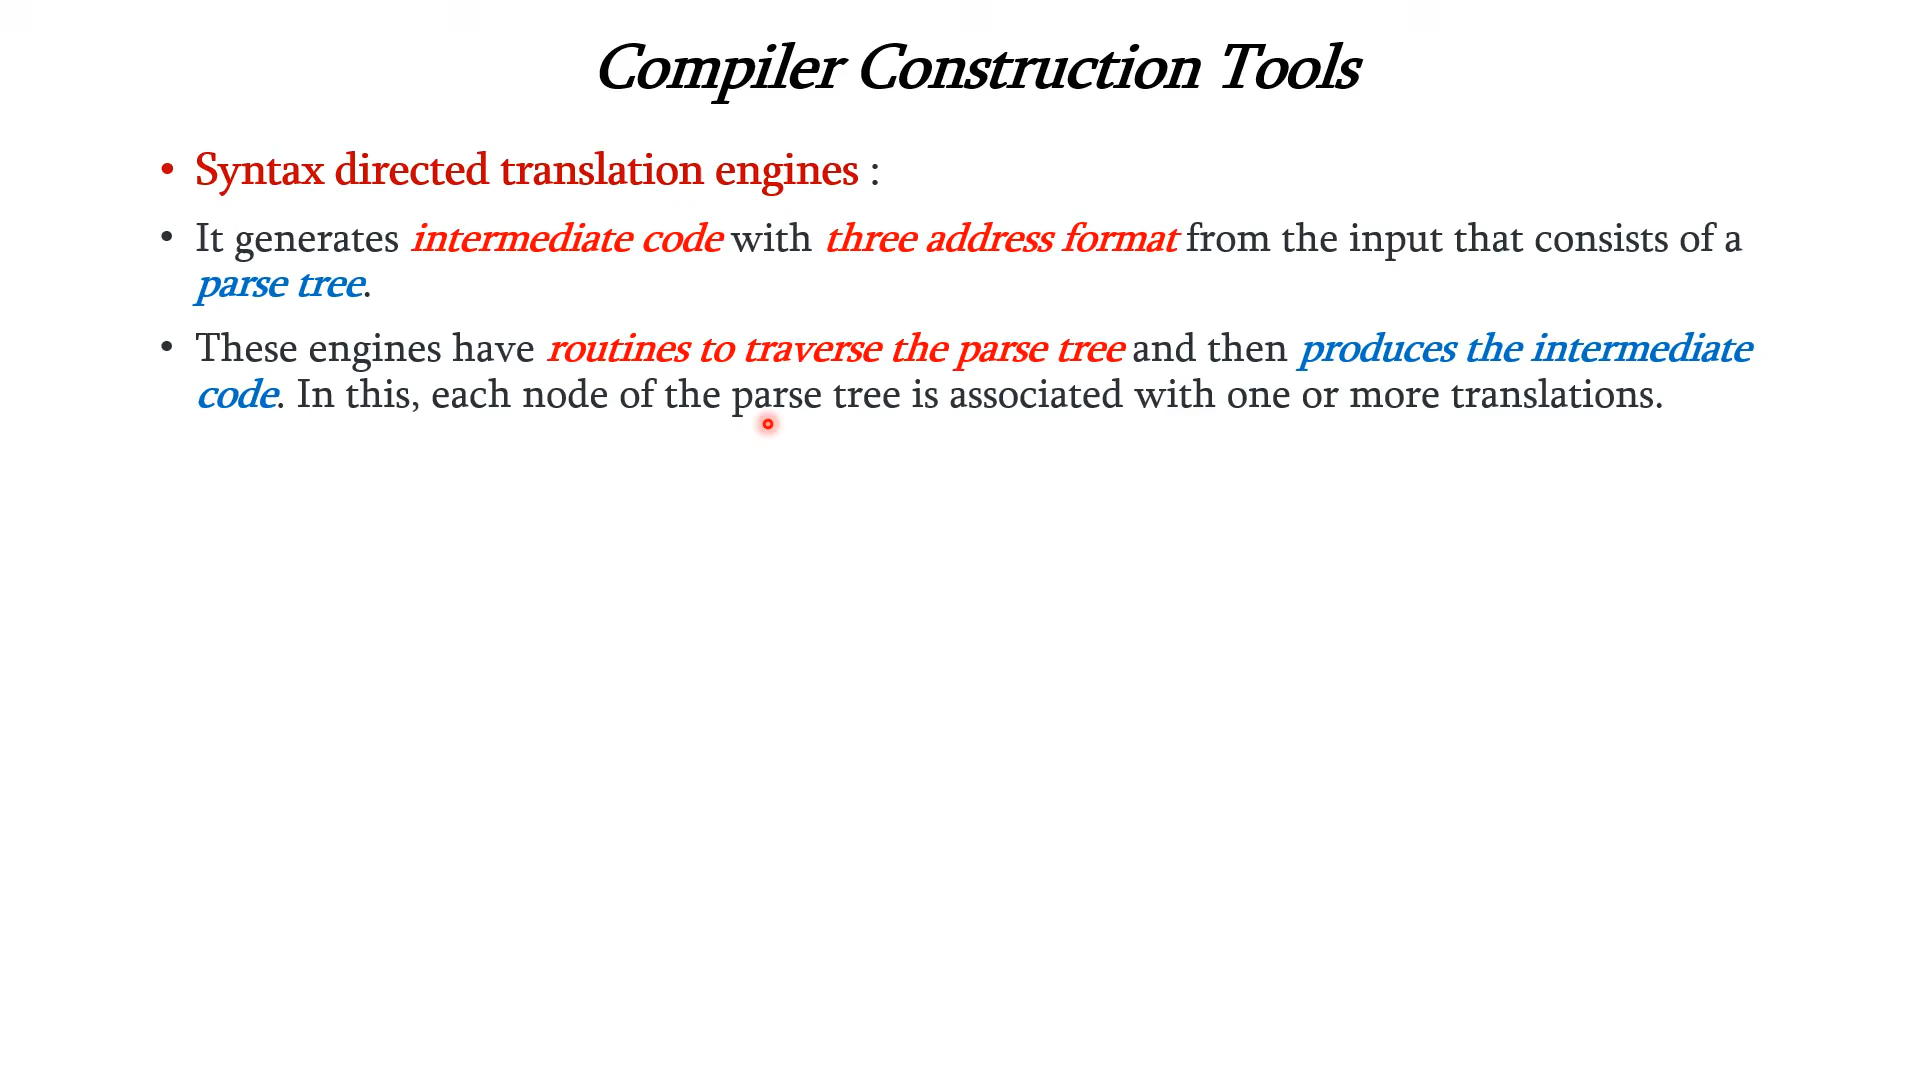 Compiler Construction Tools
• Syntax directed translation engines :
• It generates intermediate code with three address format from the input that consists of a
parse tree.
• These engines have routines to traverse the parse tree and then produces the intermediate
code. In this, each node of the parse tree is associated with one or more translations.